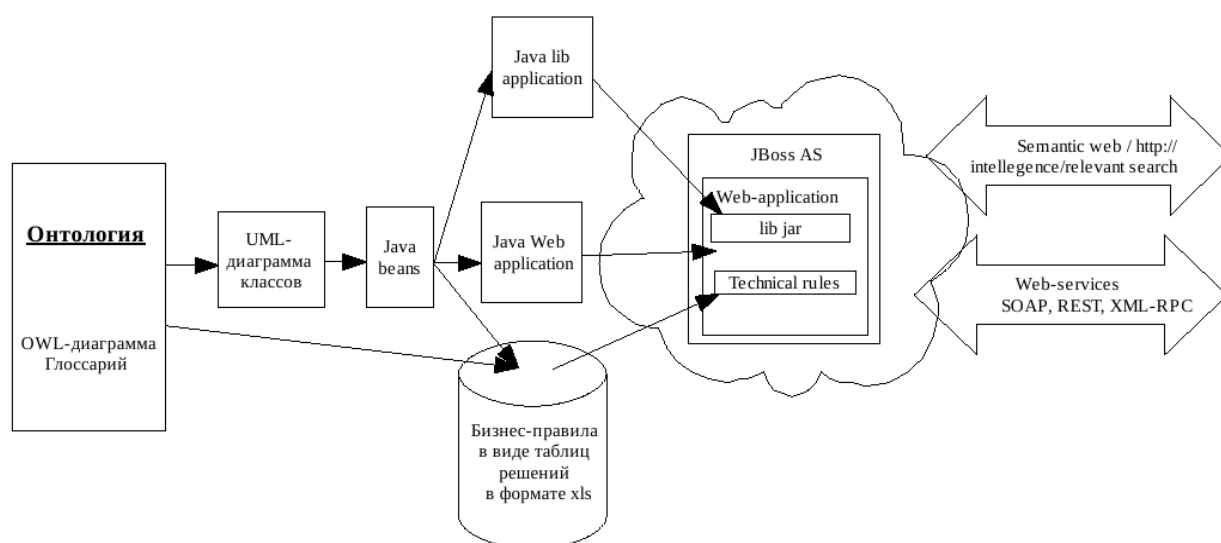 Java lib
application
JBoss AS
Semantic web / http://
intellegence/relevant search
Онтология
OWL-диаграмма
Глоссарий
UML-
диаграмма
классов
Java
beans
Java Web
application
Web-application
lib jar
Technical rules
Web-services
SOAP, REST, XML-RPC
Бизнес-правила
в виде таблиц
решений
в формате xls